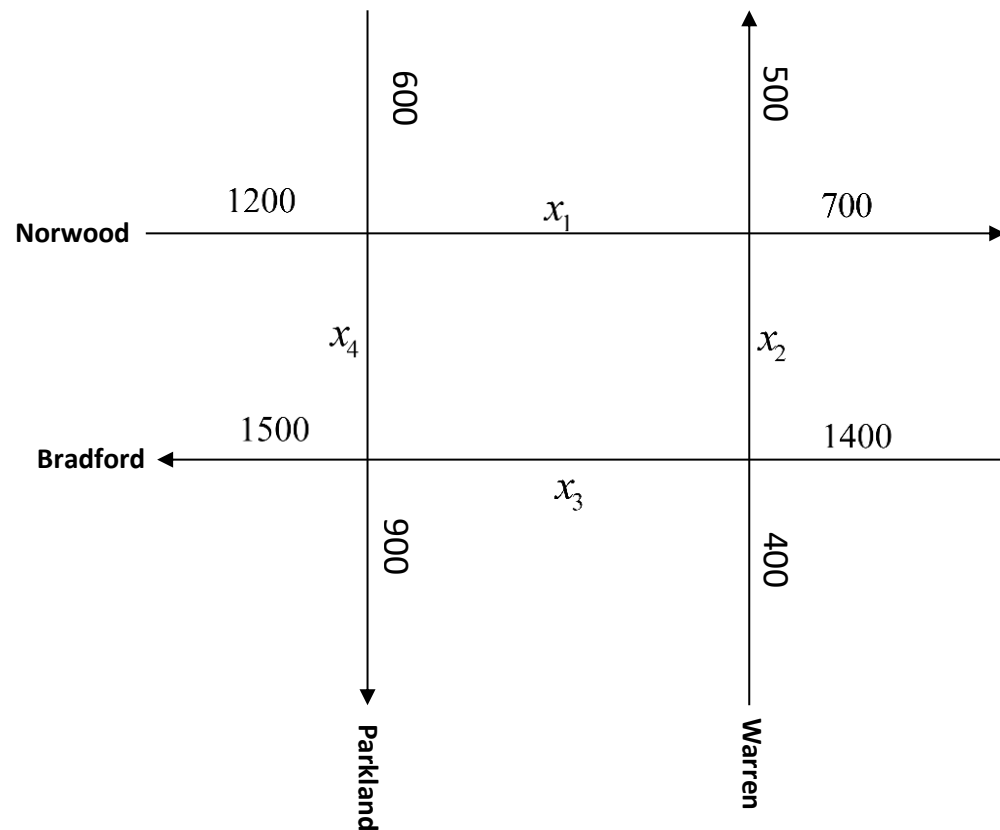 600
500
1200
x₁
700
Norwood
x₄
x₂
1500
1400
Bradford
x₃
900
400
Parkland
Warren